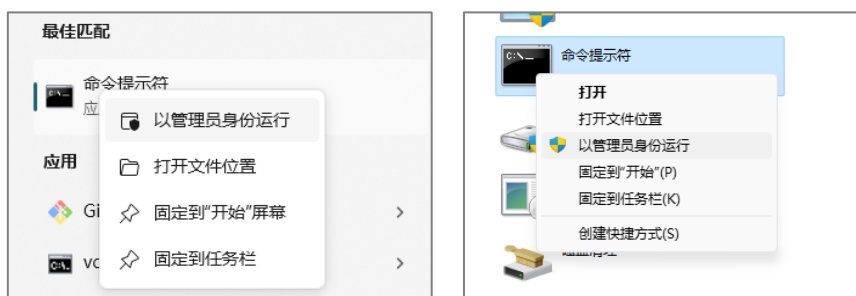 最佳匹配
命令提示符
应
以管理员身份运行
打开文件位置
应用
Gi
固定到"开始"屏幕
vc
固定到任务栏
命令提示符
打开
打开文件位置
以管理员身份运行
固定到"开始"(P)
固定到任务栏(K)
创建快捷方式(S)
磁盘清理